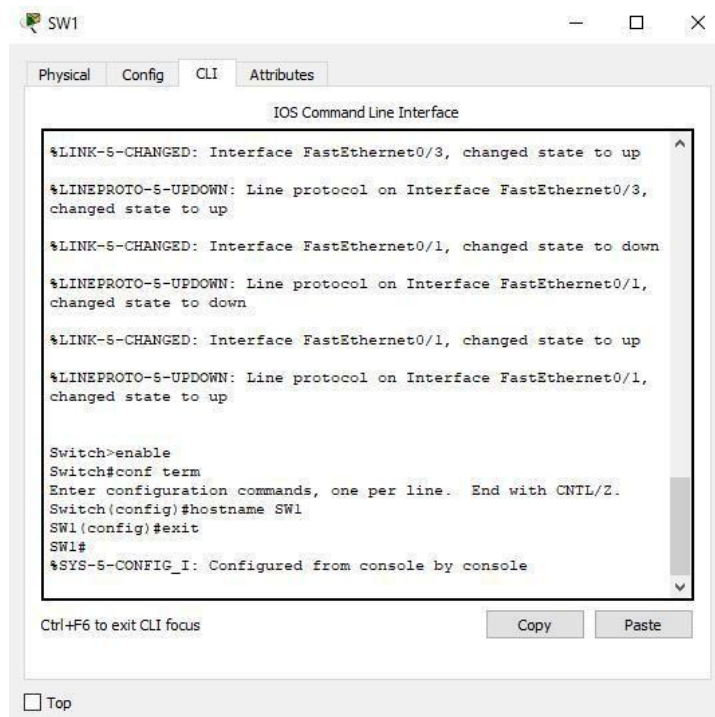 SW1
Physical Config CLI Attributes
IOS Command Line Interface
%LINK-5-CHANGED: Interface FastEthernet0/3, changed state to up
%LINEPROTO-5-UPDOWN: Line protocol on Interface FastEthernet0/3,
changed state to up
%LINK-5-CHANGED: Interface FastEthernet0/1, changed state to down
%LINEPROTO-5-UPDOWN: Line protocol on Interface FastEthernet0/1,
changed state to down
%LINK-5-CHANGED: Interface FastEthernet0/1, changed state to up
%LINEPROTO-5-UPDOWN: Line protocol on Interface FastEthernet0/1,
changed state to up
Switch>enable
Switch#conf term
Enter configuration commands, one per line. End with CNTL/Z.
Switch(config)#hostname SW1
SW1(config)#exit
SW1#
%SYS-5-CONFIG_I: Configured from console by console
Ctrl+F6 to exit CLI focus Copy Paste
Top